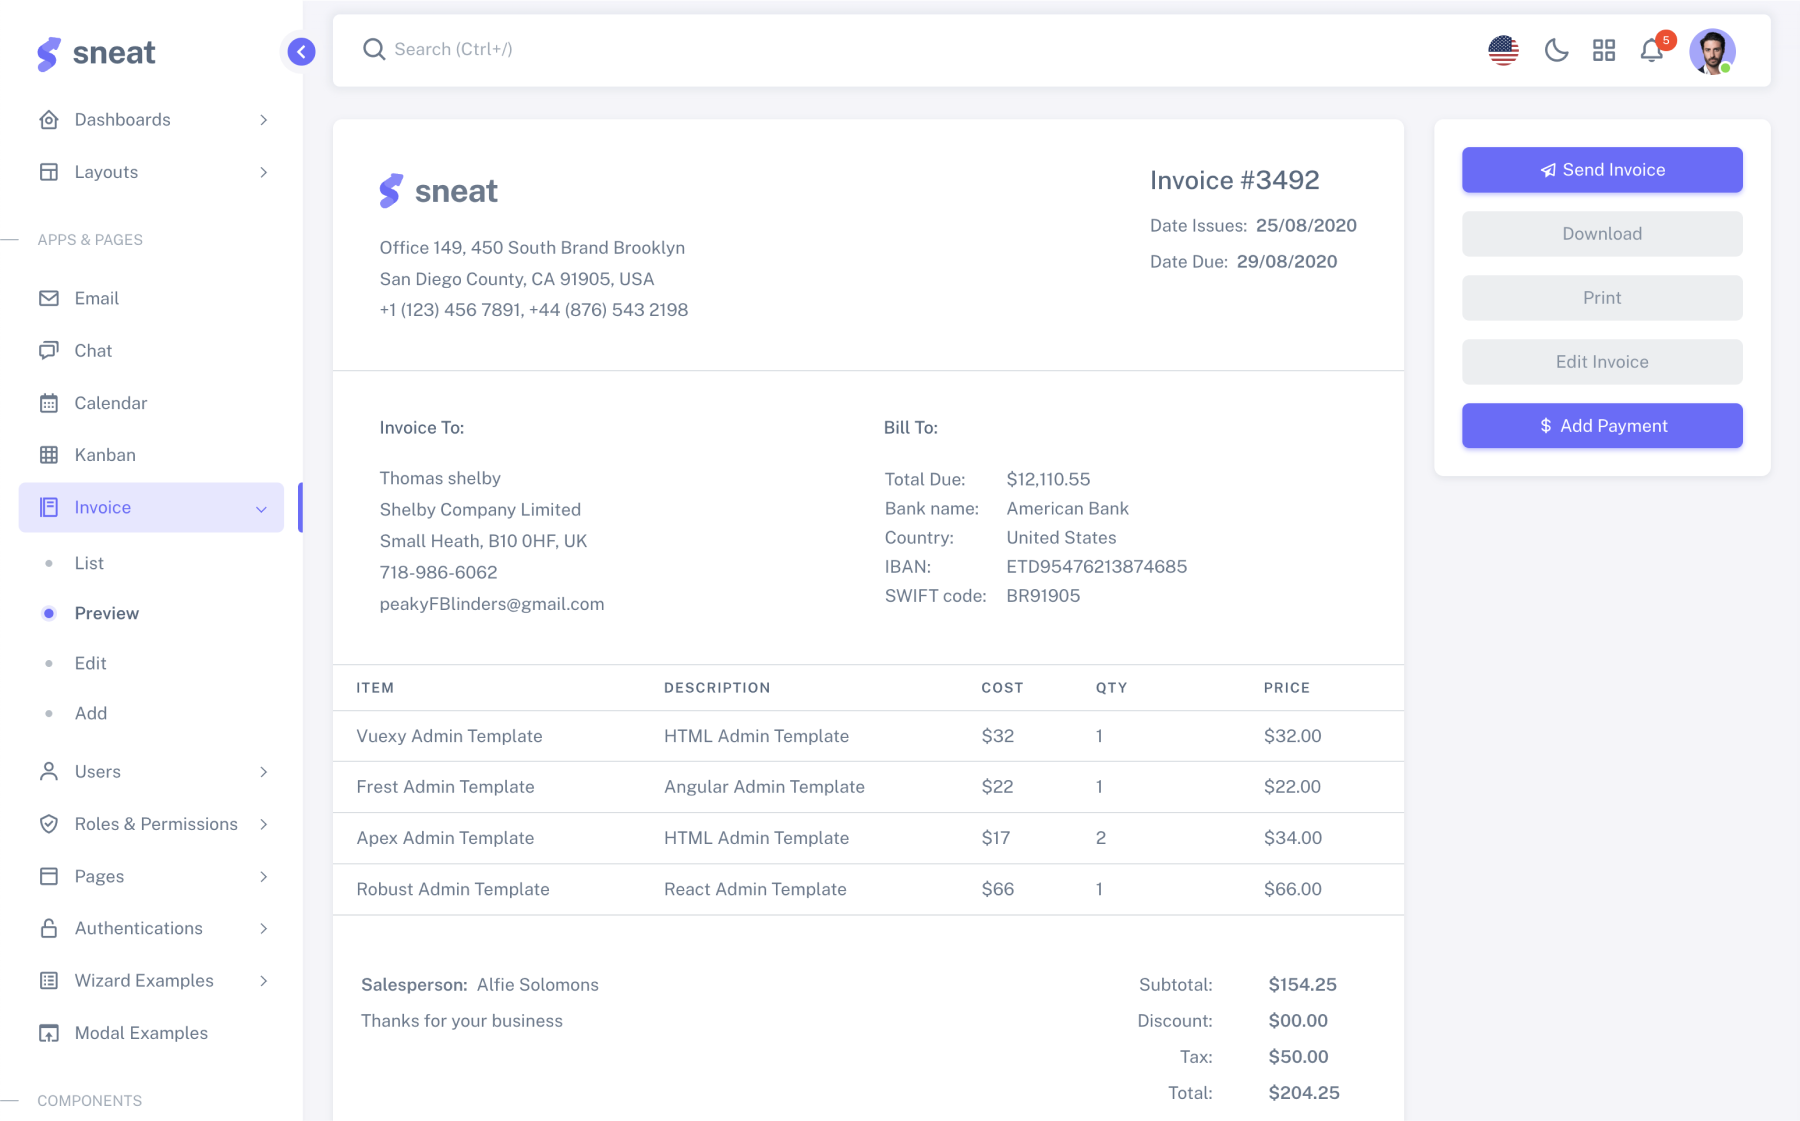 sneat
Search (Ctrl+/)
5
Dashboards
Layouts
APPS & PAGES
Email
Chat
Calendar
Kanban
Invoice
List
Preview
Edit
Add
Users
Roles & Permissions
Pages
Authentications
Wizard Examples
Modal Examples
COMPONENTS
sneat
Office 149, 450 South Brand Brooklyn
San Diego County, CA 91905, USA
+1 (123) 456 7891, +44 (876) 543 2198
Invoice #3492
Date Issues: 25/08/2020
Date Due: 29/08/2020
Invoice To:
Thomas shelby
Shelby Company Limited
Small Heath, B10 0HF, UK
718-986-6062
peakyFBlinders@gmail.com
Bill To:
Total Due: $12,110.55
Bank name: American Bank
Country: United States
IBAN: ETD95476213874685
SWIFT code: BR91905
ITEM DESCRIPTION COST QTY PRICE
Vuexy Admin Template HTML Admin Template $32 1 $32.00
Frest Admin Template Angular Admin Template $22 1 $22.00
Apex Admin Template HTML Admin Template $17 2 $34.00
Robust Admin Template React Admin Template $66 1 $66.00
Salesperson: Alfie Solomons
Thanks for your business
Subtotal: $154.25
Discount: $00.00
Tax: $50.00
Total: $204.25
Send Invoice
Download
Print
Edit Invoice
$ Add Payment